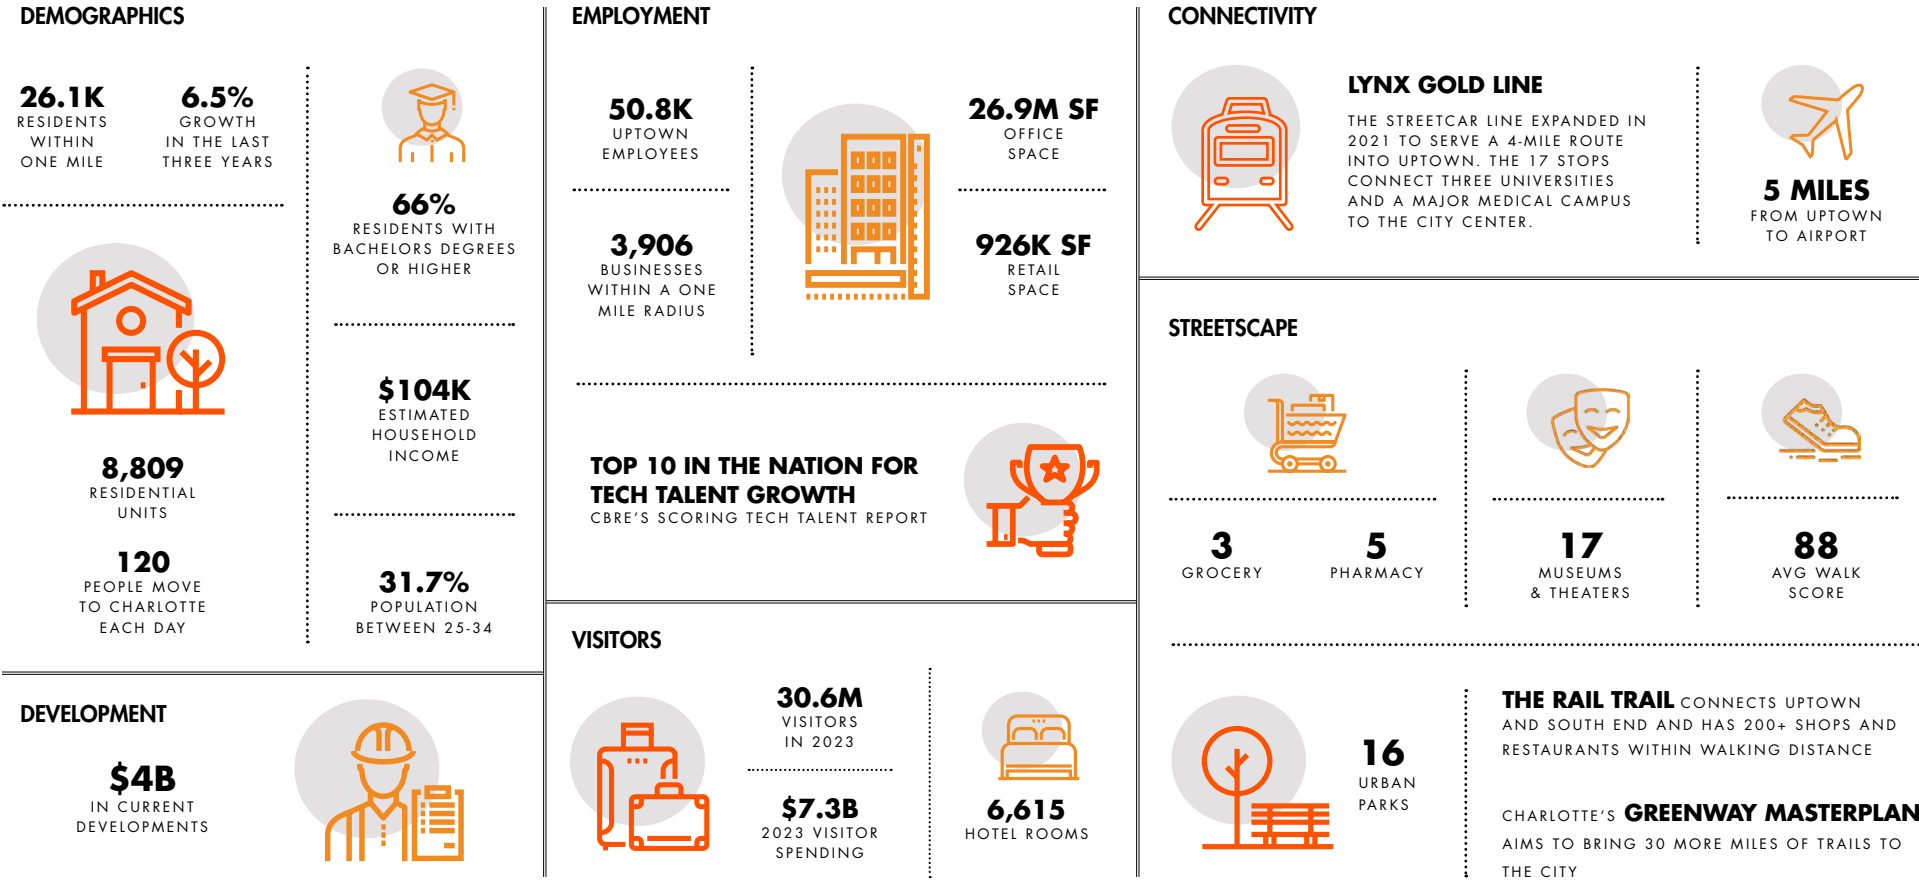 DEMOGRAPHICS
26.1K
RESIDENTS
WITHIN
ONE MILE
6.5%
GROWTH
IN THE LAST
THREE YEARS
66%
RESIDENTS WITH
BACHELORS DEGREES
OR HIGHER
8,809
RESIDENTIAL
UNITS
120
PEOPLE MOVE
TO CHARLOTTE
EACH DAY
$104K
ESTIMATED
HOUSEHOLD
INCOME
31.7%
POPULATION
BETWEEN 25-34
DEVELOPMENT
$4B
IN CURRENT
DEVELOPMENTS
EMPLOYMENT
50.8K
UPTOWN
EMPLOYEES
3,906
BUSINESSES
WITHIN A ONE
MILE RADIUS
26.9M SF
OFFICE
SPACE
926K SF
RETAIL
SPACE
TOP 10 IN THE NATION FOR
TECH TALENT GROWTH
CBRE'S SCORING TECH TALENT REPORT
VISITORS
30.6M
VISITORS
IN 2023
$7.3B
2023 VISITOR
SPENDING
6,615
HOTEL ROOMS
CONNECTIVITY
LYNX GOLD LINE
THE STREETCAR LINE EXPANDED IN
2021 TO SERVE A 4-MILE ROUTE
INTO UPTOWN. THE 17 STOPS
CONNECT THREE UNIVERSITIES
AND A MAJOR MEDICAL CAMPUS
TO THE CITY CENTER.
5 MILES
FROM UPTOWN
TO AIRPORT
STREETSCAPE
3
GROCERY
5
PHARMACY
17
MUSEUMS
& THEATERS
88
AVG WALK
SCORE
16
URBAN
PARKS
THE RAIL TRAIL CONNECTS UPTOWN
AND SOUTH END AND HAS 200+ SHOPS AND
RESTAURANTS WITHIN WALKING DISTANCE
CHARLOTTE'S GREENWAY MASTERPLAN
AIMS TO BRING 30 MORE MILES OF TRAILS TO
THE CITY